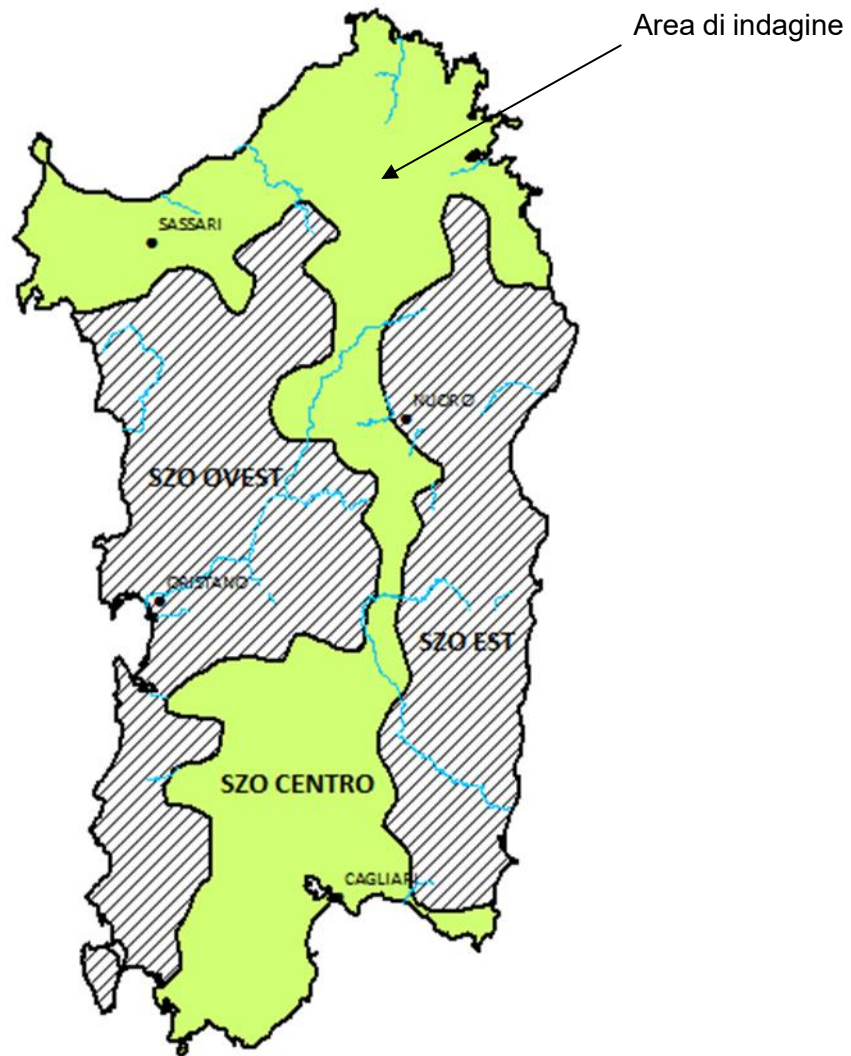 Area di indagine
SASSARI
NUORO
SZO OVEST
ORISTANO
SZO EST
SZO CENTRO
CAGLIARI